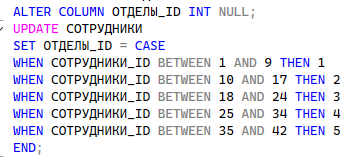 ALTER COLUMN ОТДЕЛЫ_ID INT NULL;
UPDATE СОТРУДНИКИ
SET ОТДЕЛЫ_ID = CASE
WHEN СОТРУДНИКИ_ID BETWEEN 1 AND 9 THEN 1
WHEN СОТРУДНИКИ_ID BETWEEN 10 AND 17 THEN 2
WHEN СОТРУДНИКИ_ID BETWEEN 18 AND 24 THEN 3
WHEN СОТРУДНИКИ_ID BETWEEN 25 AND 34 THEN 4
WHEN СОТРУДНИКИ_ID BETWEEN 35 AND 42 THEN 5
END;